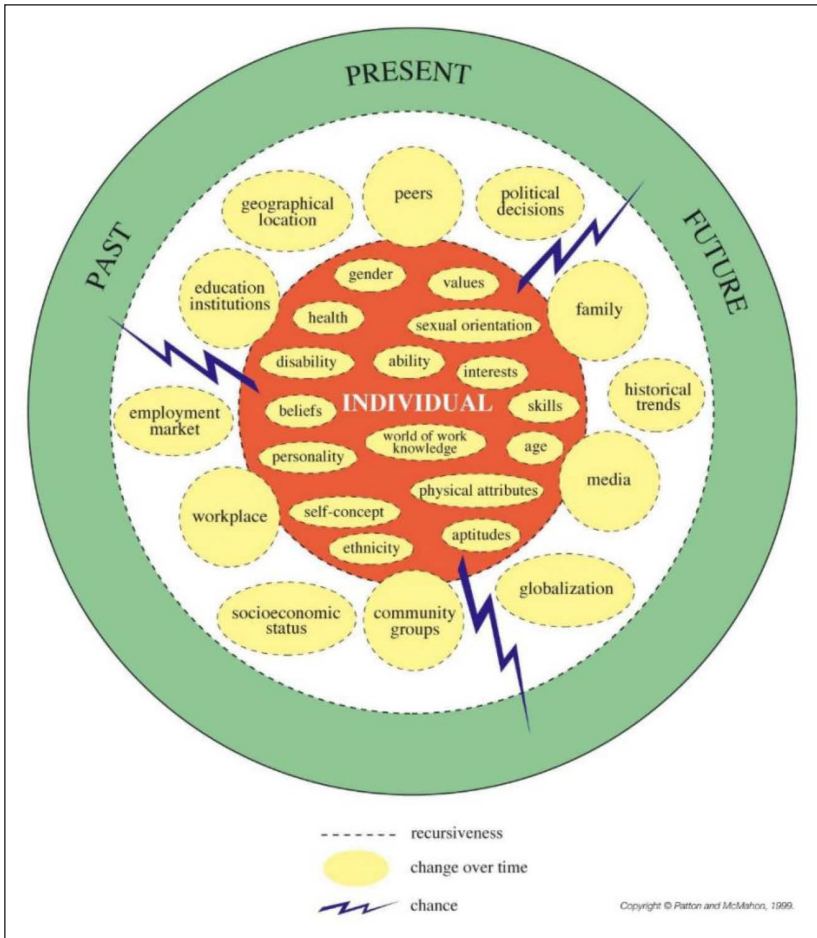 PRESENT
PAST
FUTURE
peers
political
decisions
geographical
location
education
institutions
family
historical
trends
employment
market
media
workplace
globalization
socioeconomic
status
community
groups
gender
values
health
sexual orientation
disability
ability
interests
beliefs
INDIVIDUAL
skills
world of work
knowledge
age
personality
physical attributes
self-concept
aptitudes
ethnicity
recursiveness
change over time
chance
Copyright © Patton and McMahon, 1999.